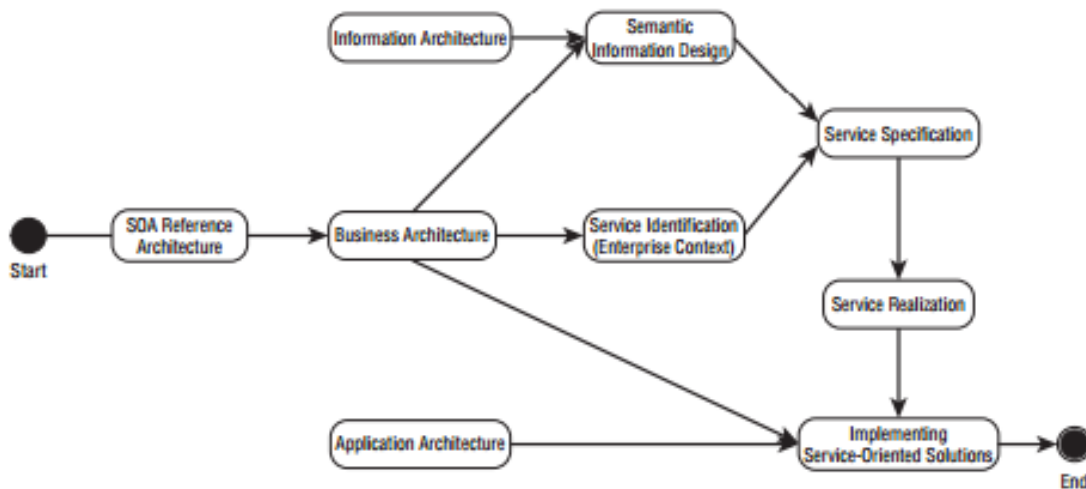 Information Architecture
Semantic
Information Design
Service Specification
SOA Reference
Architecture
Business Architecture
Service Identification
(Enterprise Context)
Start
Service Realization
Application Architecture
Implementing
Service-Oriented Solutions
End